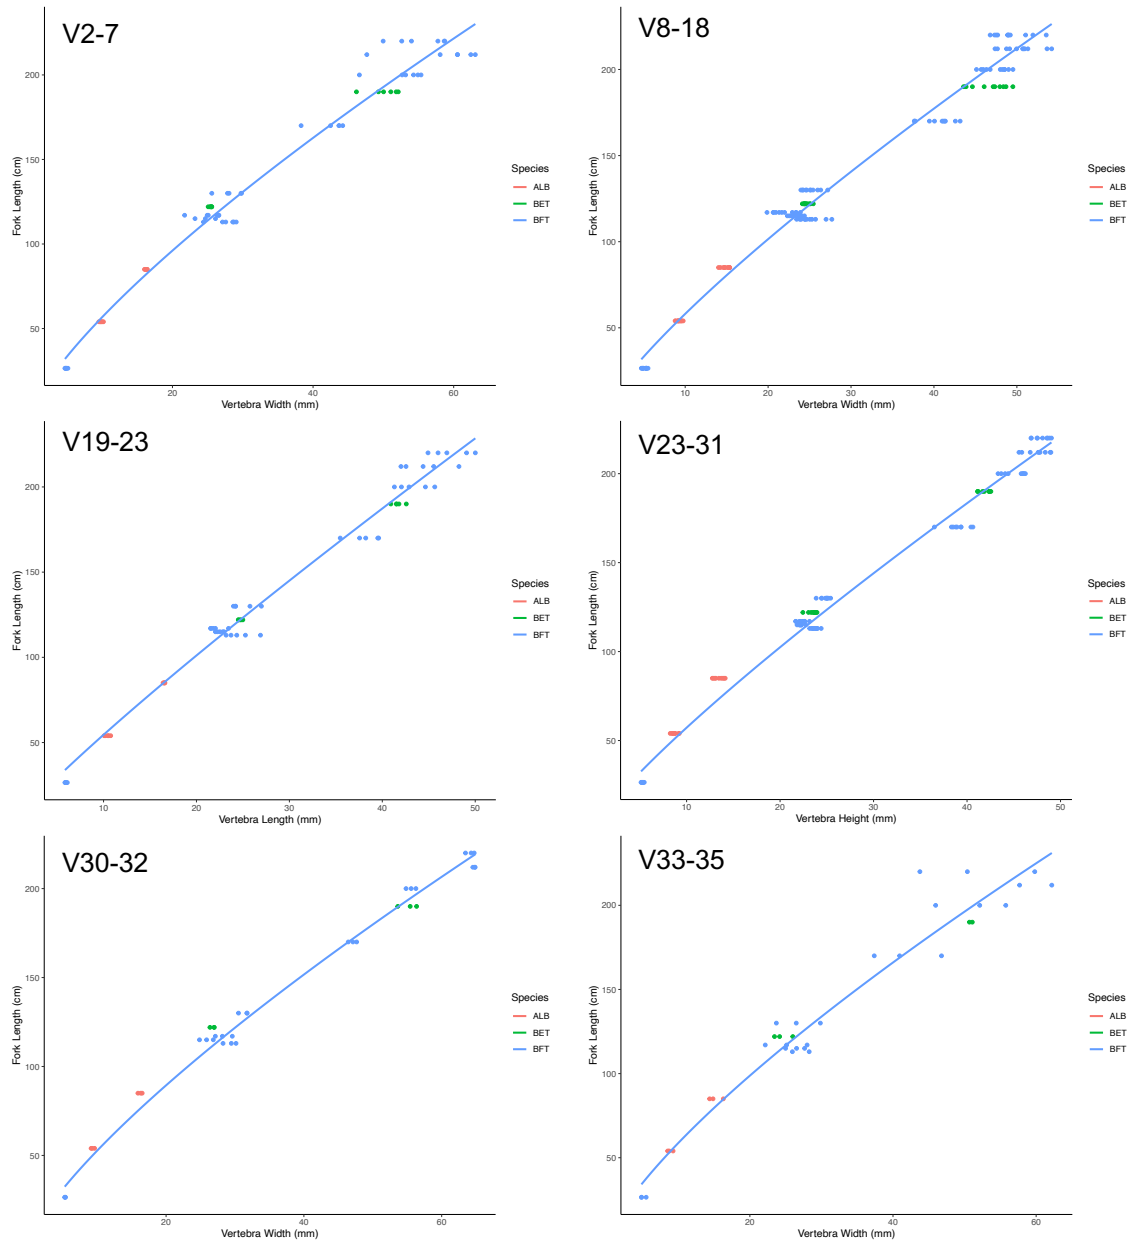 V2-7
Fork Length (cm)
200
150
100
50
20
40
60
Vertebra Width (mm)
Species
ALB
BET
BFT
V8-18
Fork Length (cm)
200
150
100
50
10
20
30
40
50
Vertebra Width (mm)
Species
ALB
BET
BFT
V19-23
Fork Length (cm)
200
150
100
50
10
20
30
40
50
Vertebra Length (mm)
Species
ALB
BET
BFT
V23-31
Fork Length (cm)
200
150
100
50
10
20
30
40
50
Vertebra Height (mm)
Species
ALB
BET
BFT
V30-32
Fork Length (cm)
200
150
100
50
20
40
60
Vertebra Width (mm)
Species
ALB
BET
BFT
V33-35
Fork Length (cm)
200
150
100
50
20
40
60
Vertebra Width (mm)
Species
ALB
BET
BFT